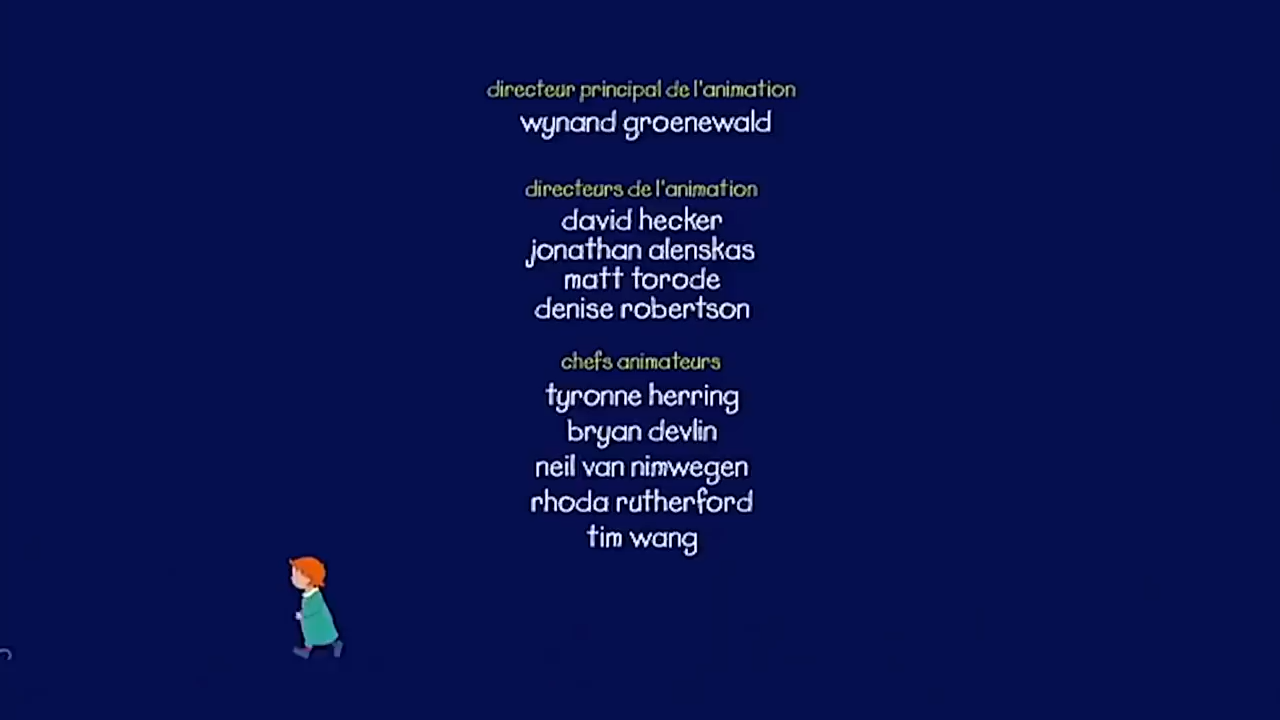 directeur principal de l'animation
wynand groenewald
directeurs de l'animation
david hecker
jonathan alenskas
matt torode
denise robertson
chefs animateurs
tyronne herring
bryan devlin
neil van nimwegen
rhoda rutherford
tim wang